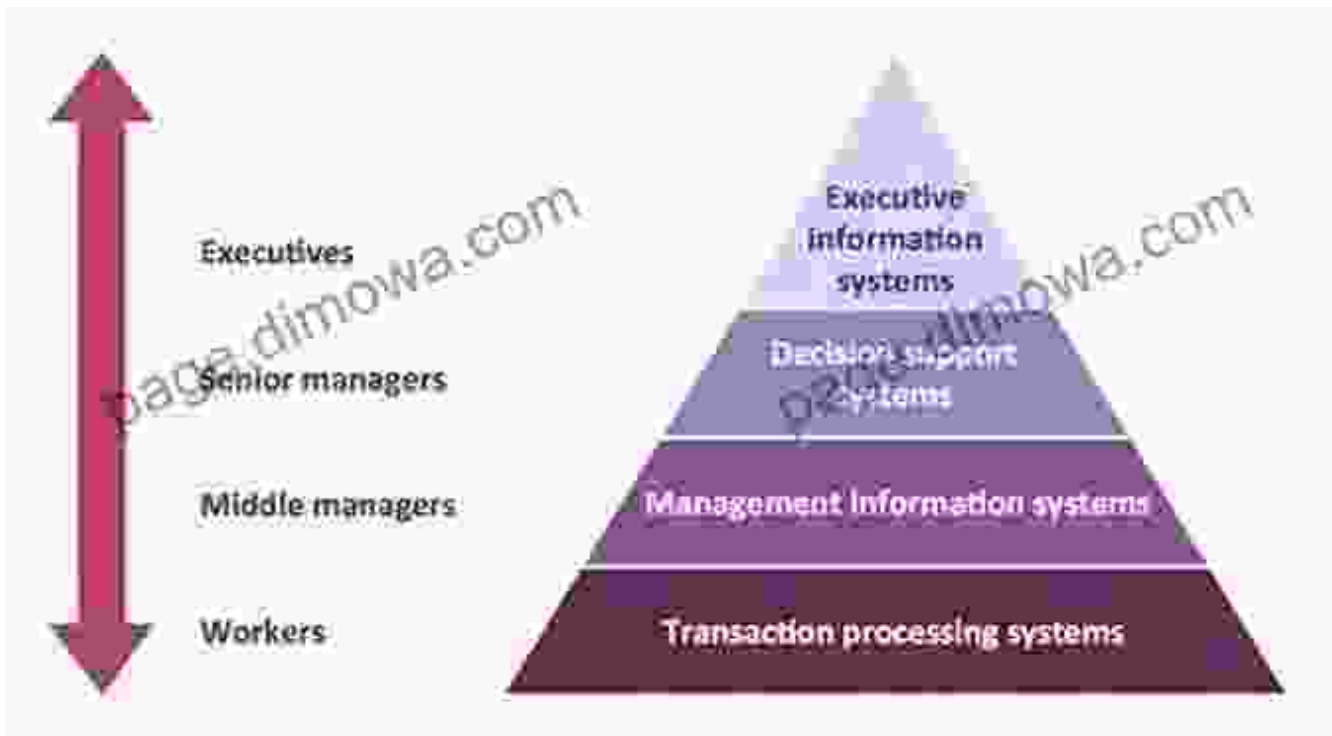 Executives
Senior managers
Middle managers
Workers
Executive
information
systems
Decision support
systems
Management information systems
Transaction processing systems
page.dimowa.com
page.dimowa.com